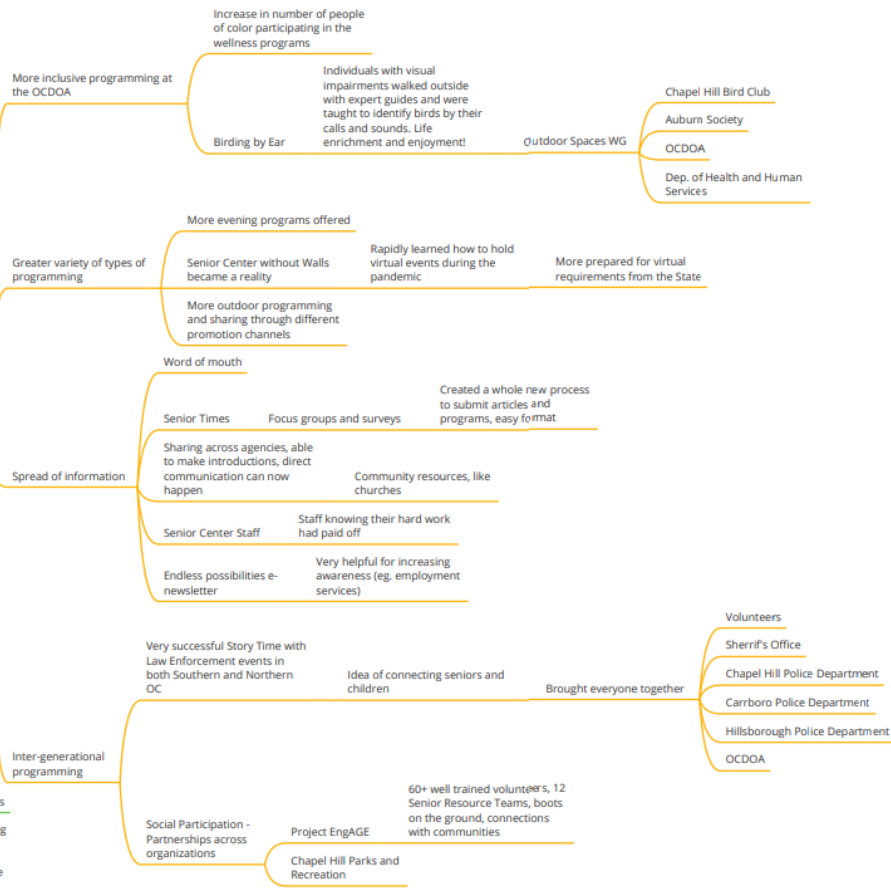 Increase in number of people
of color participating in the
wellness programs
More inclusive programming at
the OCDOA
Individuals with visual
impairments walked outside
with expert guides and were
taught to identify birds by their
calls and sounds. Life
enrichment and enjoyment!
Birding by Ear
Outdoor Spaces WG
Chapel Hill Bird Club
Auburn Society
OCDOA
Dep. of Health and Human
Services
More evening programs offered
Greater variety of types of
programming
Senior Center without Walls
became a reality
Rapidly learned how to hold
virtual events during the
pandemic
More prepared for virtual
requirements from the State
More outdoor programming
and sharing through different
promotion channels
Word of mouth
Senior Times
Focus groups and surveys
Created a whole new process
to submit articles and
programs, easy format
Spread of information
Sharing across agencies, able
to make introductions, direct
communication can now
happen
Community resources, like
churches
Senior Center Staff
Staff knowing their hard work
had paid off
Endless possibilities e-
newsletter
Very helpful for increasing
awareness (eg. employment
services)
Very successful Story Time with
Law Enforcement events in
both Southern and Northern
OC
Idea of connecting seniors and
children
Brought everyone together
Volunteers
Sherrif's Office
Chapel Hill Police Department
Carrboro Police Department
Hillsborough Police Department
OCDOA
Inter-generational
programming
Social Participation -
Partnerships across
organizations
Project EngAGE
60+ well trained volunteers, 12
Senior Resource Teams, boots
on the ground, connections
with communities
Chapel Hill Parks and
Recreation